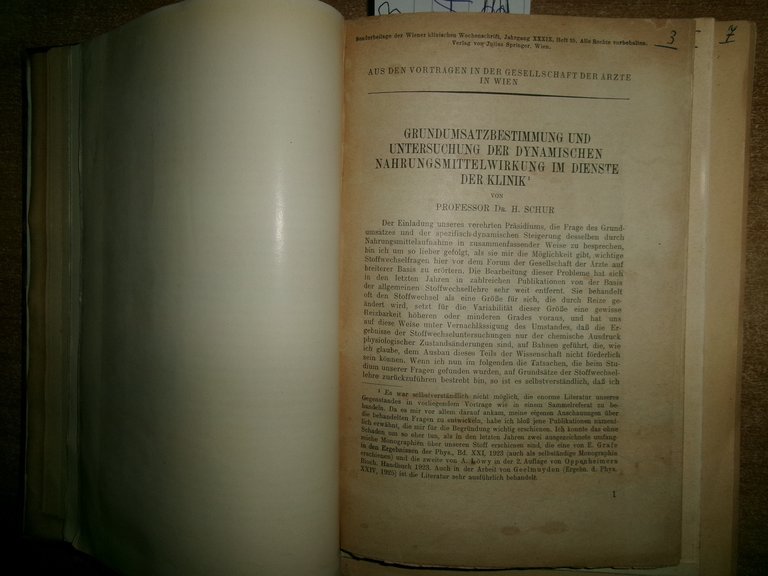 3
Sonderbeilage der Wiener klinischen Wochenschrift, Jahrgang XXXIX, Heft 15. Alle Rechte vorbehalten.
Verlag von Julius Springer, Wien.
AUS DEN VORTRÄGEN IN DER GESELLSCHAFT DER ÄRZTE
IN WIEN
GRUNDUMSATZBESTIMMUNG UND
UNTERSUCHUNG DER DYNAMISCHEN
NAHRUNGSMITTELWIRKUNG IM DIENSTE
DER KLINIK¹
VON
PROFESSOR DR. H. SCHUR
Der Einladung unseres verehrten Präsidiums, die Frage des Grund-
umsatzes und der spezifisch-dynamischen Steigerung desselben durch
Nahrungsmittelaufnahme in zusammenfassender Weise zu besprechen,
bin ich um so lieber gefolgt, als sie mir die Möglichkeit gibt, wichtige
Stoffwechselfragen hier vor dem Forum der Gesellschaft der Ärzte auf
breiterer Basis zu erörtern. Die Bearbeitung dieser Probleme hat sich
in den letzten Jahren in zahlreichen Publikationen von der Basis
der allgemeinen Stoffwechsellehre sehr weit entfernt. Sie behandelt
oft den Stoffwechsel als eine Größe für sich, die durch Reize ge-
ändert wird, setzt für die Variabilität dieser Größe eine gewisse
Reizbarkeit höheren oder minderen Grades voraus, und hat uns
auf diese Weise unter Vernachlässigung des Umstandes, daß die Er-
gebnisse der Stoffwechseluntersuchungen nur der chemische Ausdruck
physiologischer Zustandsänderungen sind, auf Bahnen geführt, die, wie
ich glaube, dem Ausbau dieses Teils der Wissenschaft nicht förderlich
sein können. Wenn ich nun im folgenden die Tatsachen, die beim Stu-
dium unserer Fragen gefunden wurden, auf Grundsätze der Stoffwechsel-
lehre zurückzuführen bestrebt bin, so ist es selbstverständlich, daß ich
¹ Es war selbstverständlich nicht möglich, die enorme Literatur unseres
Gegenstandes in vorliegendem Vortrage wie in einem Sammelreferat zu be-
handeln. Da es mir vor allem darauf ankam, meine eigenen Anschauungen über
die behandelten Fragen zu entwickeln, habe ich bloß jene Publikationen nament-
lich erwähnt, die mir für die Begründung wichtig erschienen. Ich konnte das ohne
Schaden um so eher tun, als in den letzten Jahren zwei ausgezeichnete umfang-
reiche Monographien über unseren Stoff erschienen sind, die eine von E. Grafe
in den Ergebnissen der Phys., Bd. XXI, 1923 (auch als selbständige Monographie
erschienen) und die zweite von A. Löwy in der 2. Auflage von Oppenheimers
Bioch. Handbuch 1923. Auch in der Arbeit von Geelmuyden (Ergebn. d. Phys.
XXIV, 1925) ist die Literatur sehr ausführlich behandelt.
1